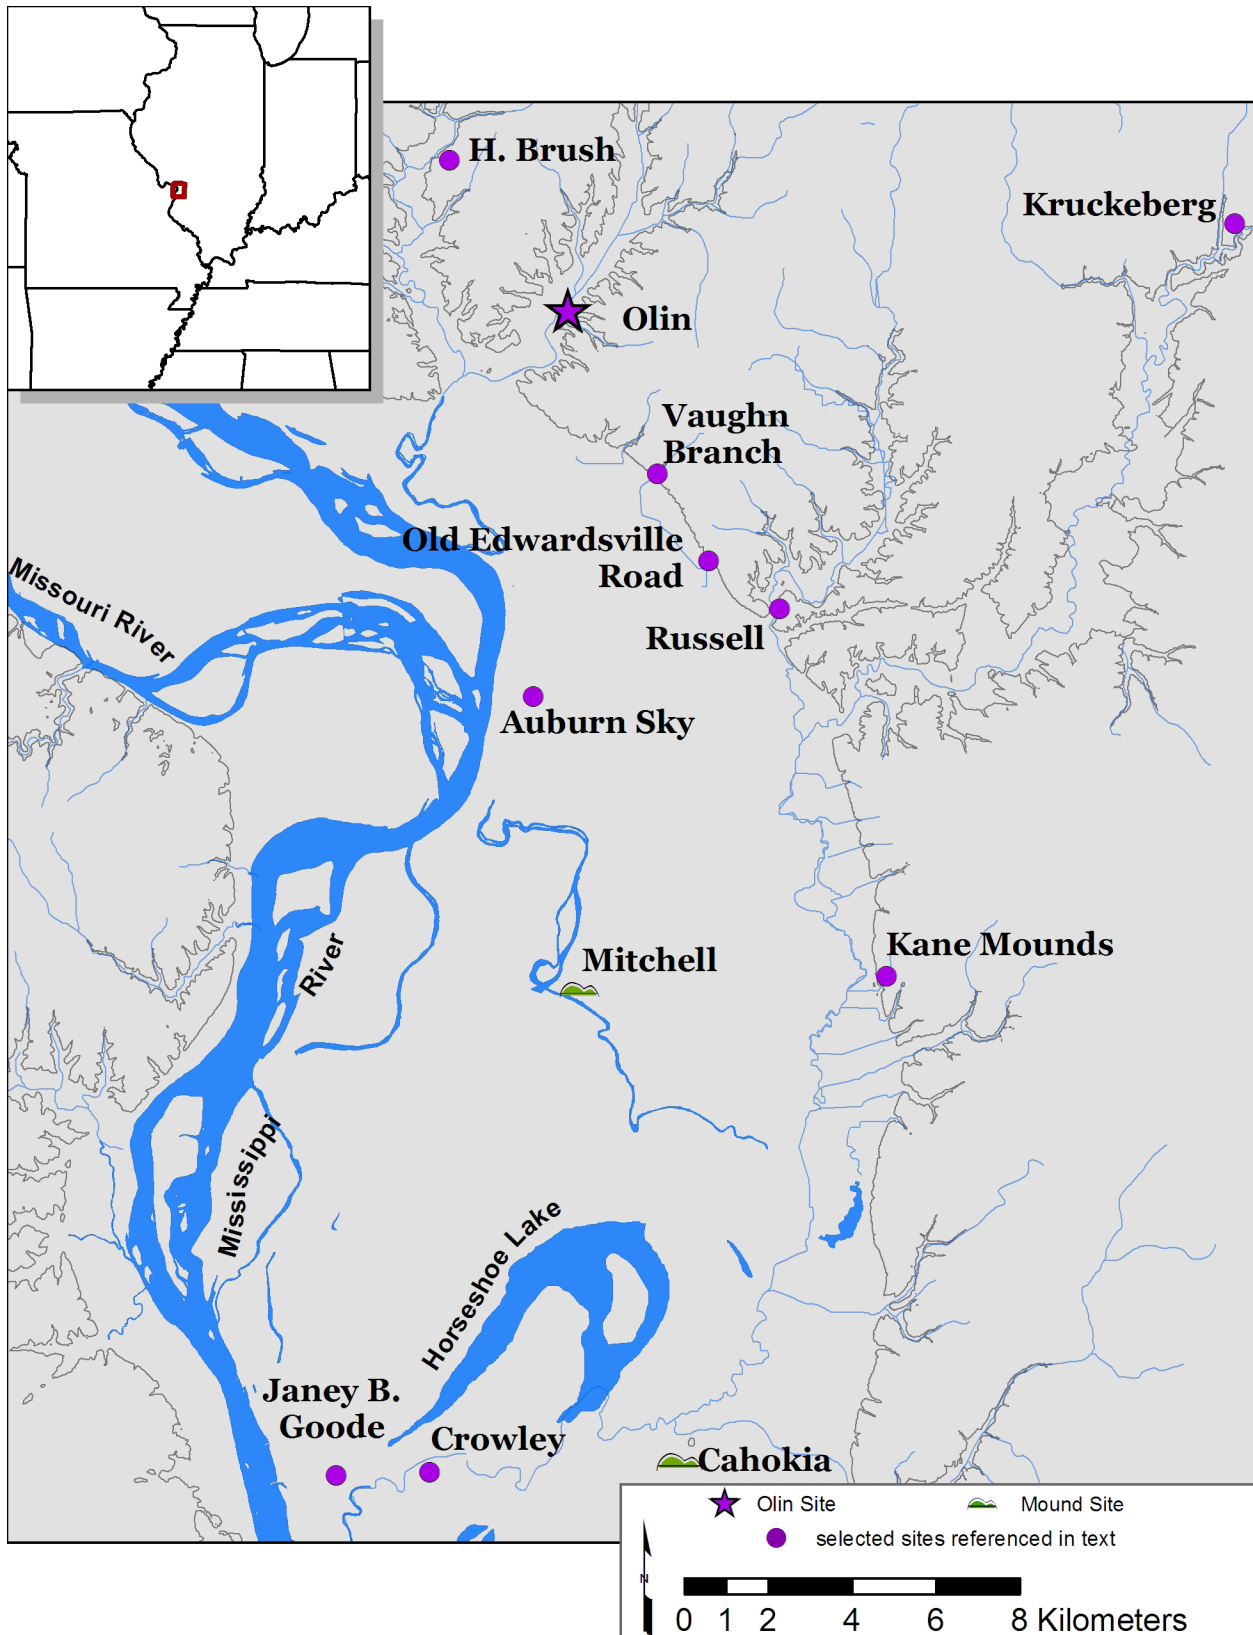 H. Brush
Kruckeberg
Olin
Vaughn
Branch
Old Edwardsville
Road
Missouri River
Russell
Auburn Sky
Kane Mounds
Mitchell
River
Mississippi
Horseshoe Lake
Janey B.
Goode
Crowley
Cahokia
Olin Site
Mound Site
selected sites referenced in text
N
0 1 2 4 6 8 Kilometers